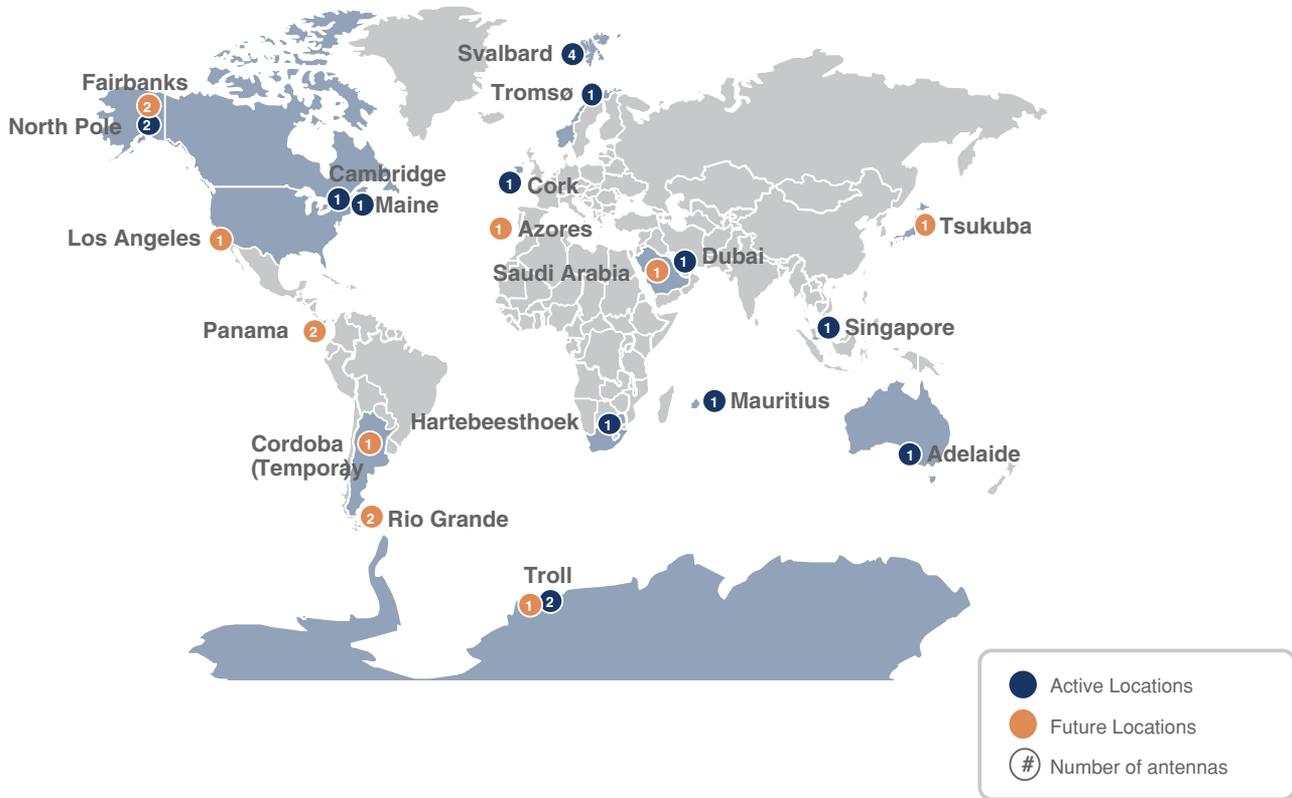 Svalbard
4
Fairbanks
2
Tromsø
1
North Pole
2
Cambridge
1
1
Maine
1
Cork
Los Angeles
1
1
Azores
1
Tsukuba
Saudi Arabia
1
1
Dubai
Panama
2
1
Singapore
1
Mauritius
Hartebeesthoek
1
Cordoba
(Temporày
1
1
Adelaide
2
Rio Grande
Troll
1
2
Active Locations
Future Locations
# Number of antennas